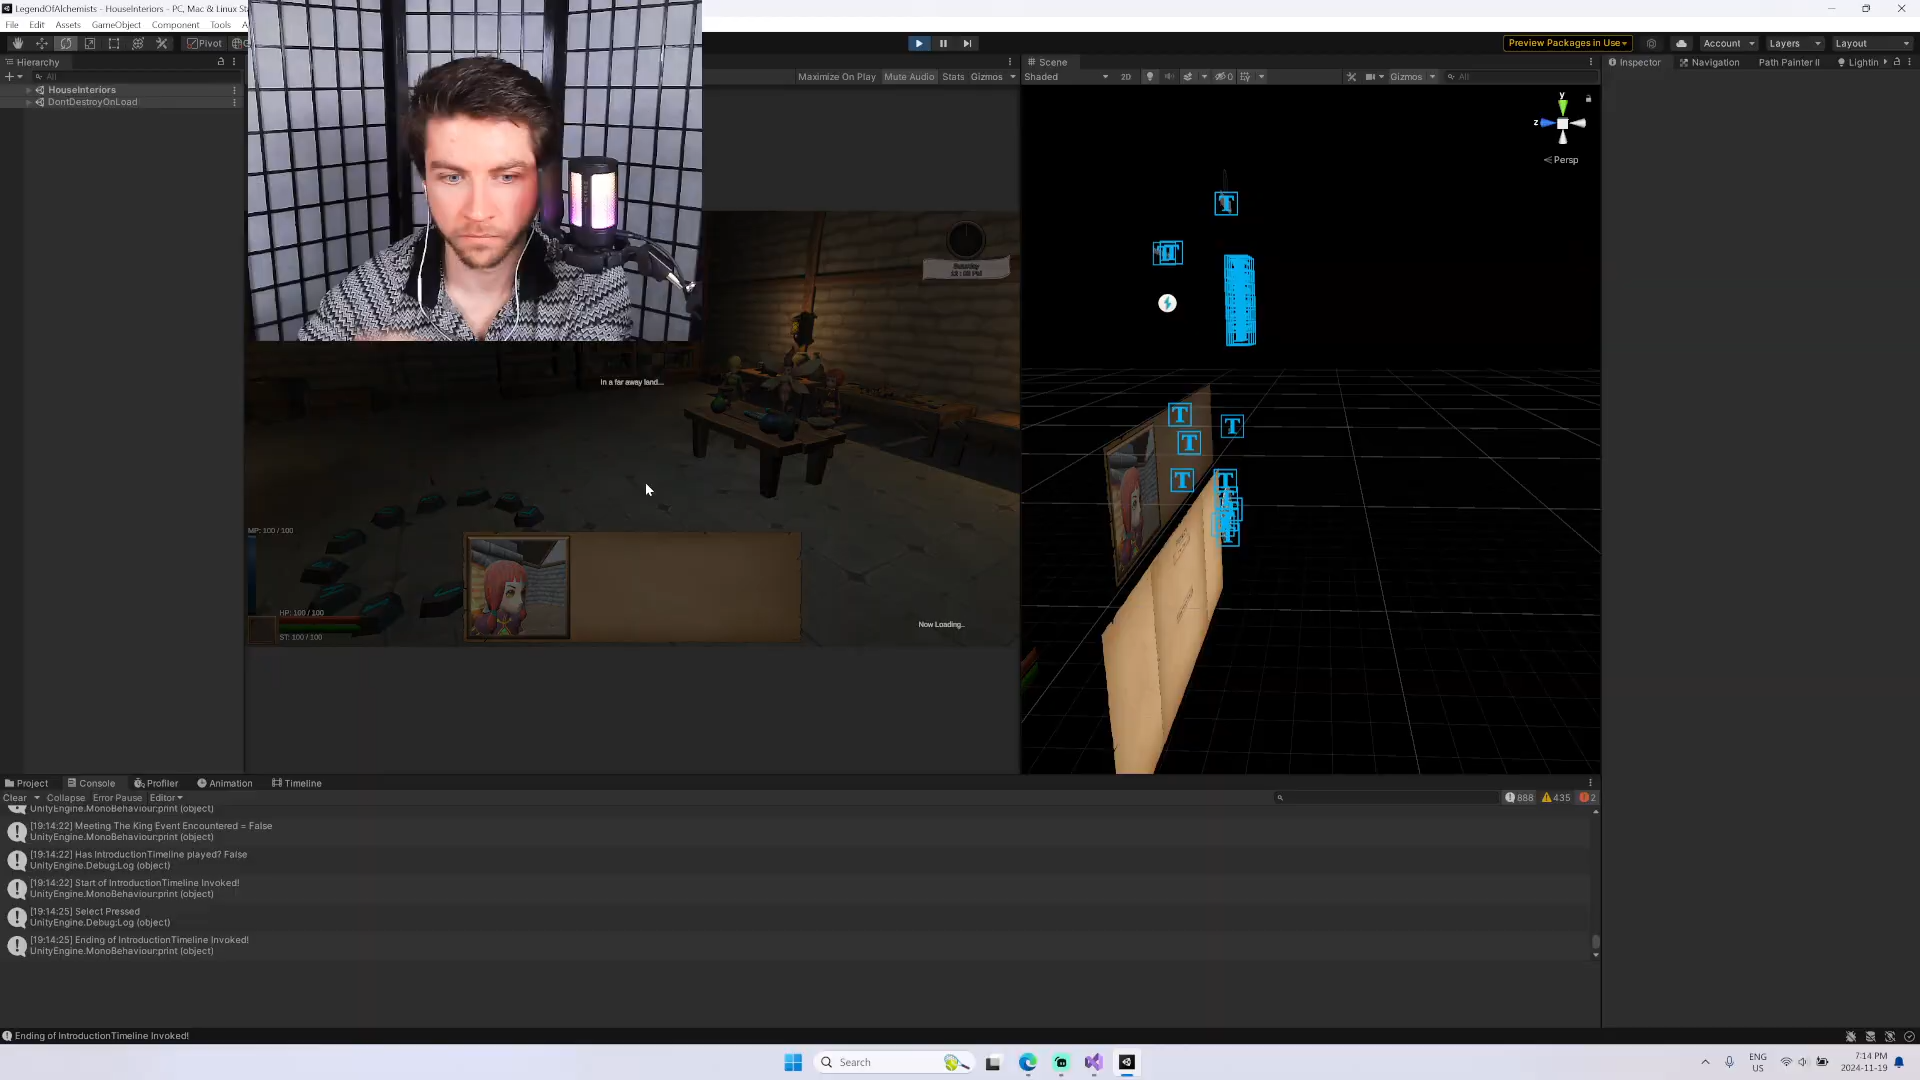 LegendOfAlchemists - HouseInteriors - PC, Mac & Linux St
File Edit Assets GameObject Component Tools
Pivot
Preview Packages in Use
Account
Layers
Layout
Hierarchy
Scene
Inspector
Navigation
Path Painter II
Lightin
All
Maximize On Play
Mute Audio
Stats
Gizmos
Shaded
2D
0
Gizmos
All
HouseInteriors
DontDestroyOnLoad
y
z
Persp
Saturday
In a far away land...
MP: 100 / 100
HP: 100 / 100
ST: 100 / 100
Now Loading..
Project
Console
Profiler
Animation
Timeline
Clear
Collapse
Error Pause
Editor
888
435
2
UnityEngine.MonoBehaviour:print (object)
[19:14:22] Meeting The King Event Encountered = False
UnityEngine.MonoBehaviour:print (object)
[19:14:22] Has IntroductionTimeline played? False
UnityEngine.Debug:Log (object)
[19:14:22] Start of IntroductionTimeline Invoked!
UnityEngine.MonoBehaviour:print (object)
[19:14:25] Select Pressed
UnityEngine.Debug:Log (object)
[19:14:25] Ending of IntroductionTimeline Invoked!
UnityEngine.MonoBehaviour:print (object)
Ending of IntroductionTimeline Invoked!
Search
ENG
US
7:14 PM
2024-11-19